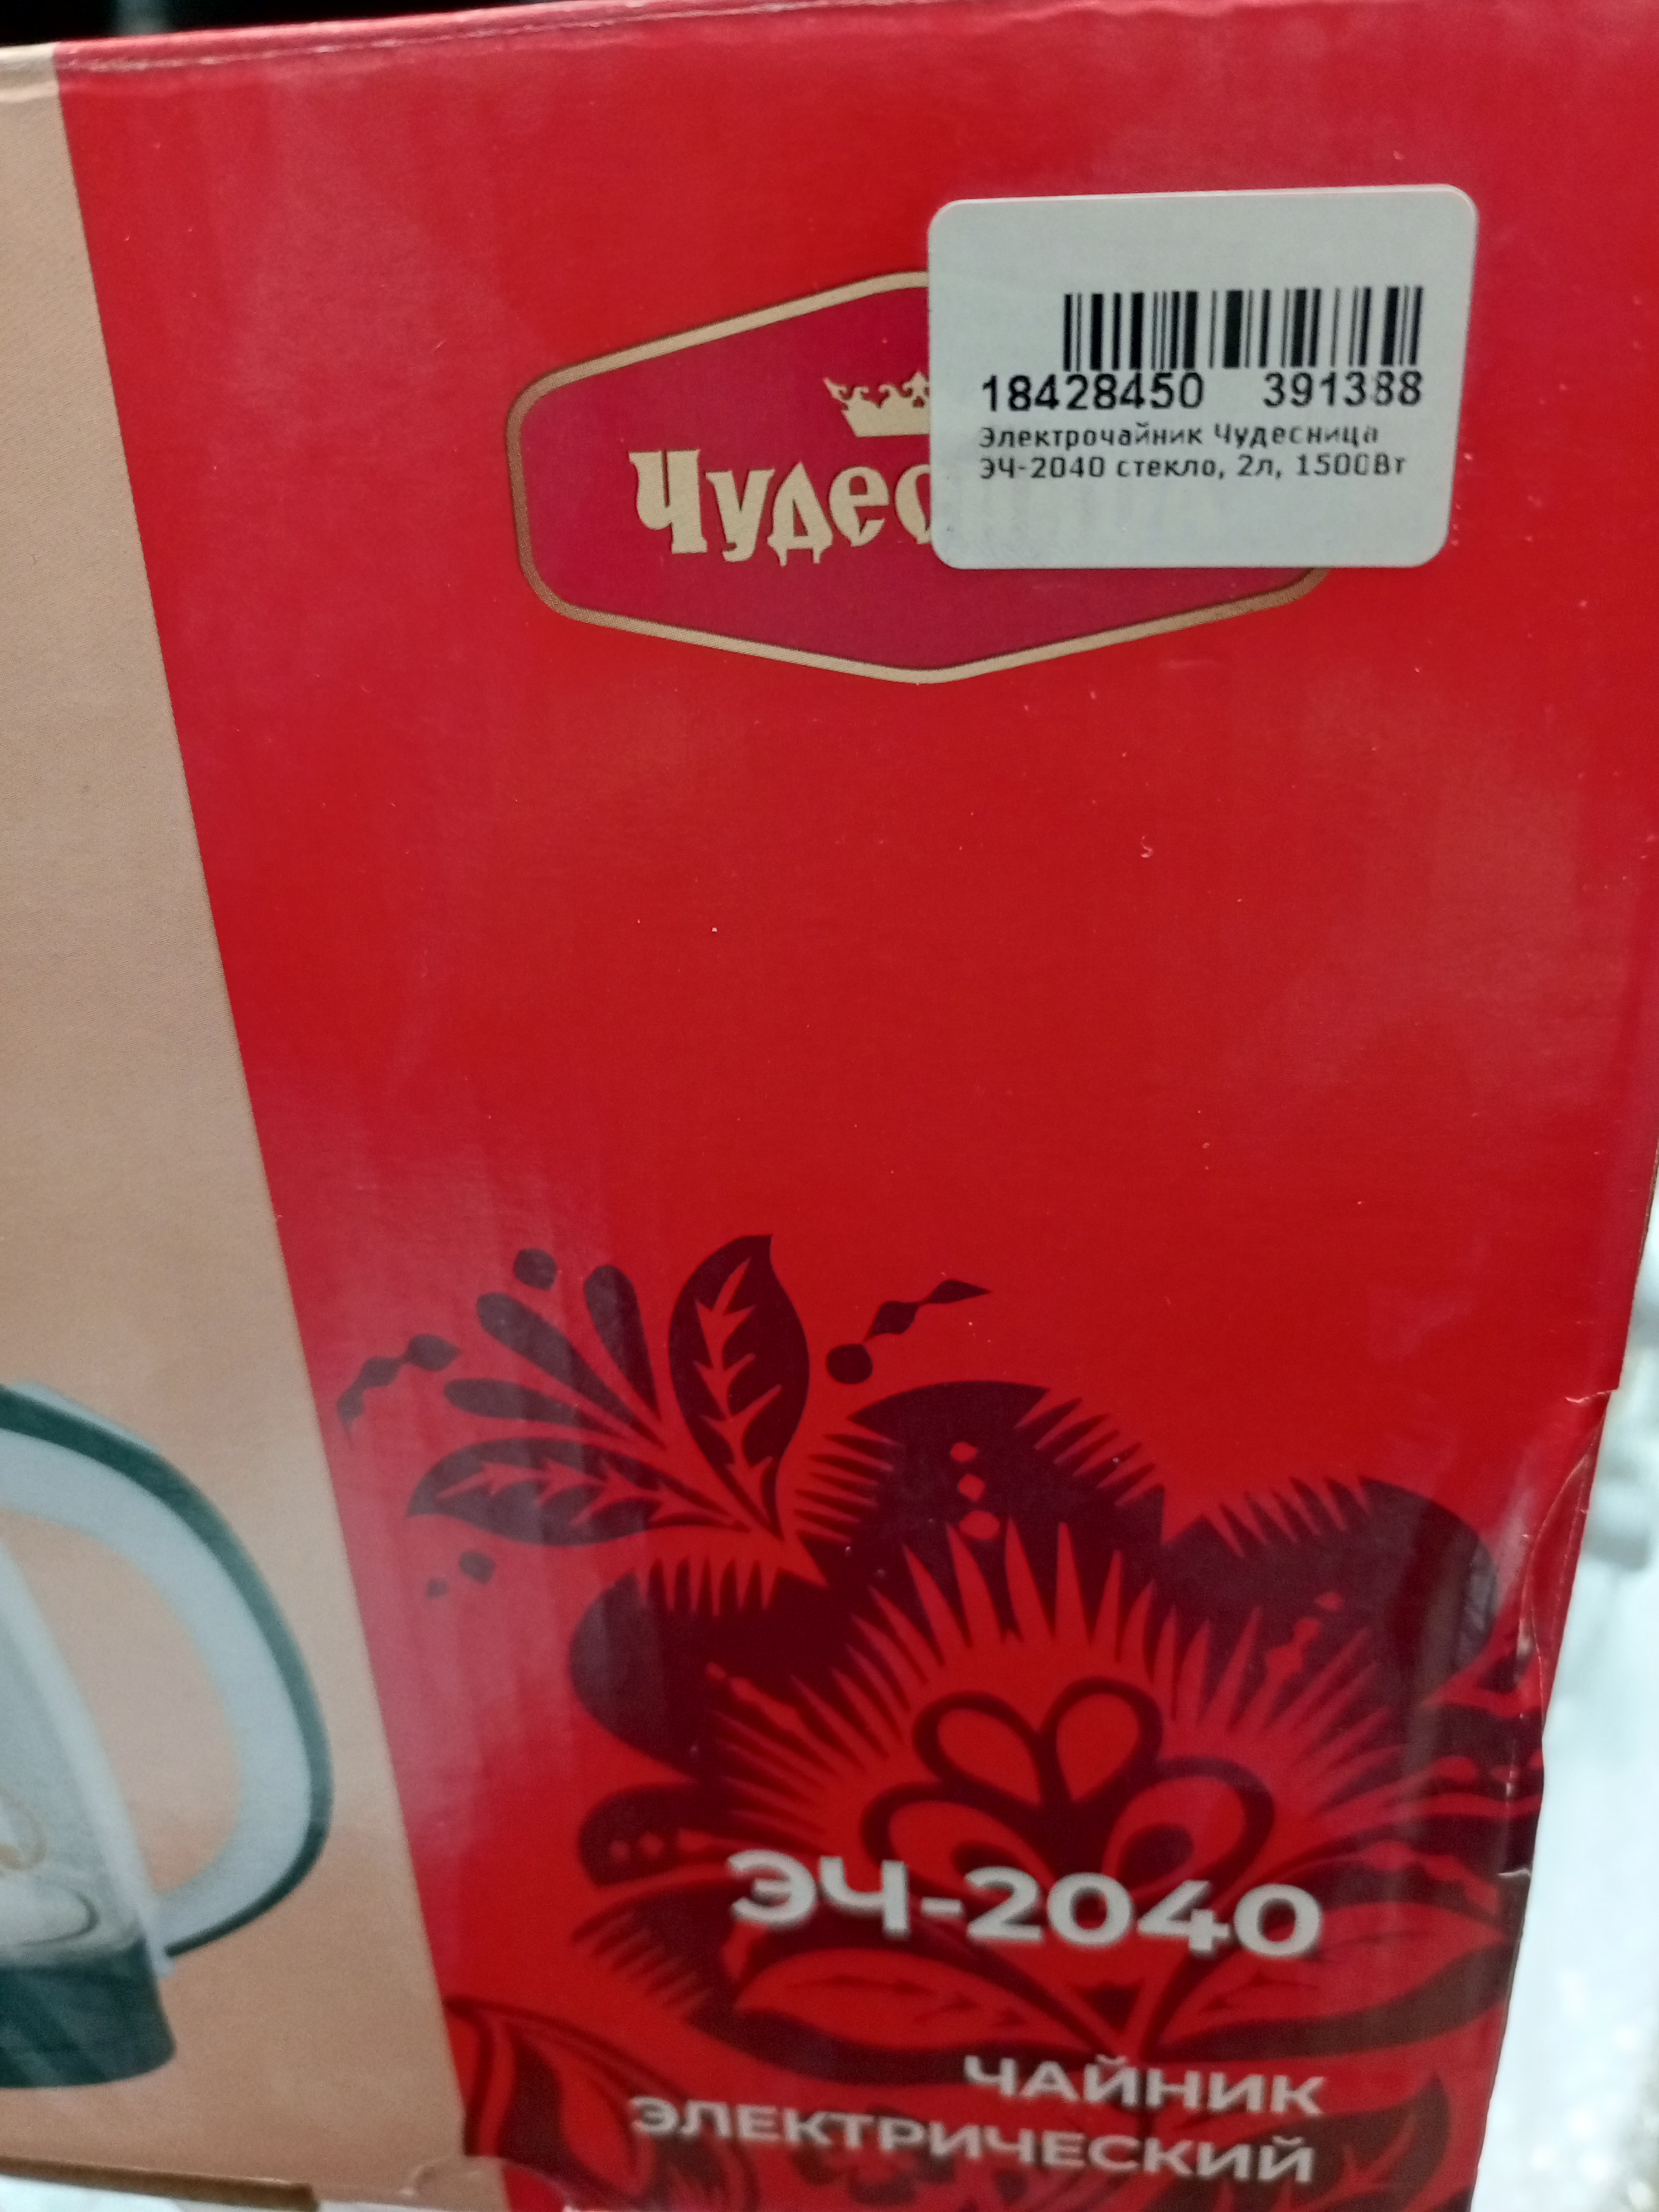 18428450 391388
Электрочайник Чудесница
ЭЧ-2040 стекло, 2л, 1500Вт
Чудес
ЭЧ-2040
ЧАЙНИК
ЭЛЕКТРИЧЕСКИЙ